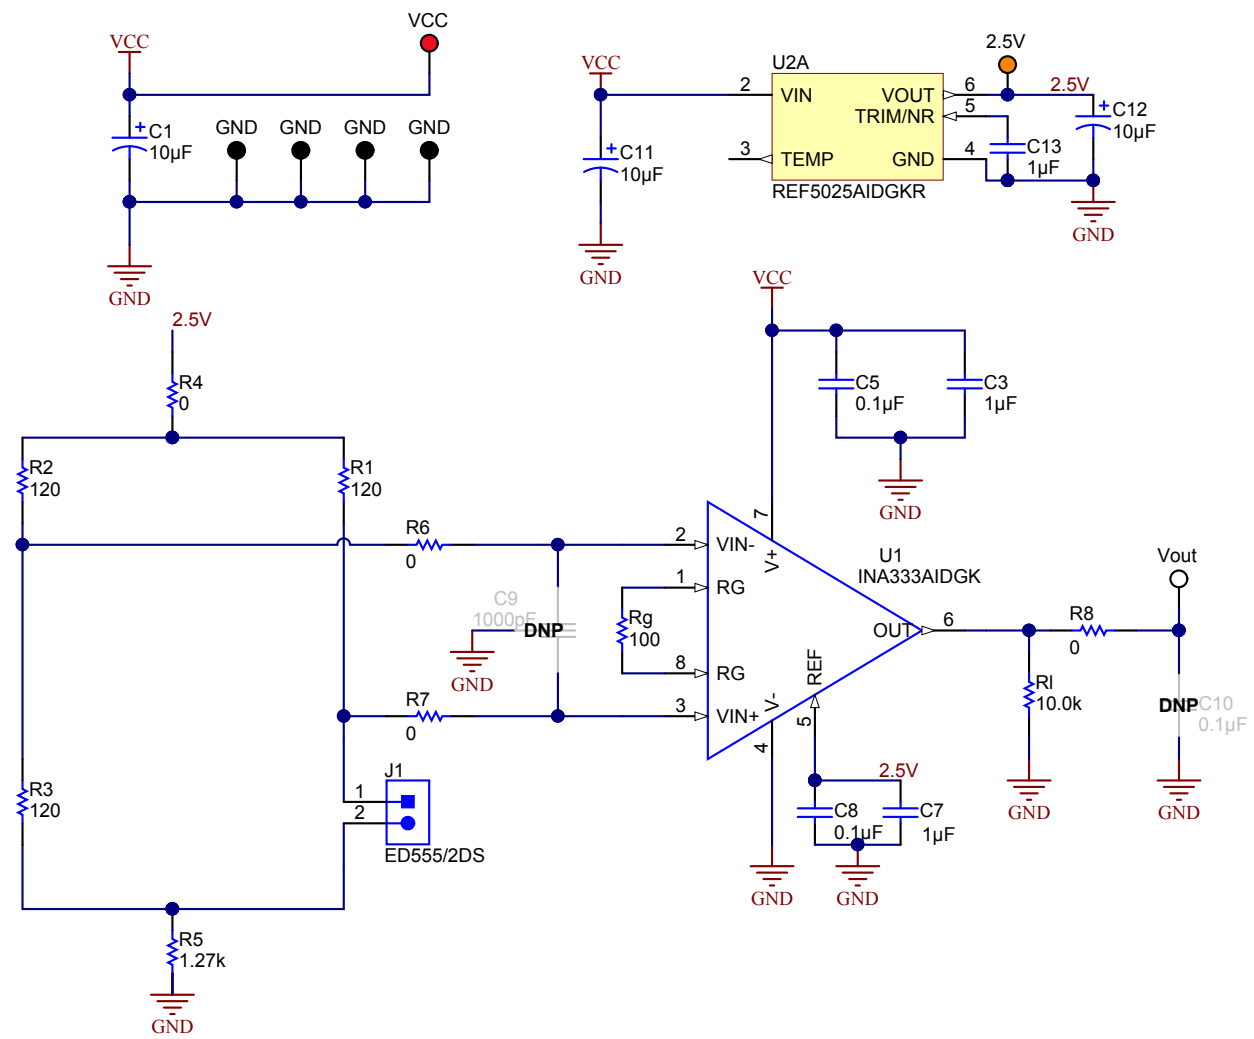 VCC
VCC
C1
10µF
GND
GND
GND
GND
GND
VCC
C11
10µF
GND
U2A
2
VIN
3
TEMP
VOUT
6
TRIM/NR
5
GND
4
REF5025AIDGKR
2.5V
2.5V
C12
10µF
C13
1µF
GND
2.5V
R4
0
R2
120
R1
120
R6
0
C9
1000pF
DNP
GND
R7
0
R3
120
J1
1
2
ED555/2DS
R5
1.27k
GND
VCC
C5
0.1µF
C3
1µF
GND
7
V+
U1
INA333AIDGK
2
VIN-
1
RG
Rg
100
8
RG
3
VIN+
V-
4
REF
5
OUT
6
GND
2.5V
C8
0.1µF
C7
1µF
GND
Vout
R8
0
Rl
10.0k
GND
DNP
C10
0.1µF
GND